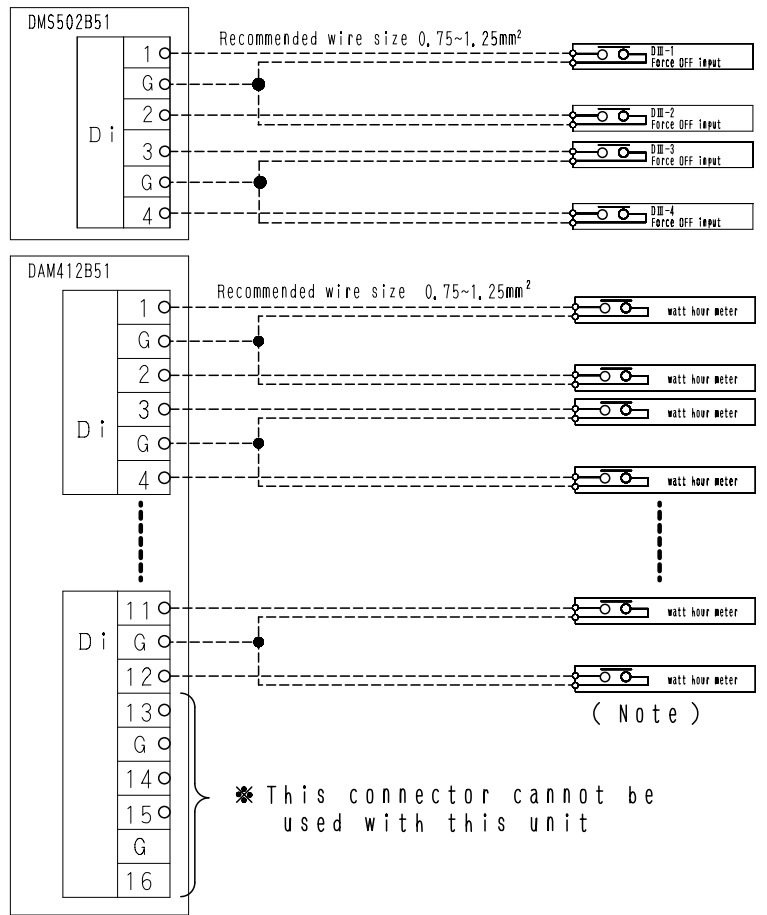 DMS502B51
Recommended wire size 0.75~1.25mm²
Di
1
G
2
3
G
4
DⅢ-1
Force OFF input
DⅢ-2
Force OFF input
DⅢ-3
Force OFF input
DⅢ-4
Force OFF input
DAM412B51
Recommended wire size 0.75~1.25mm²
Di
1
G
2
3
G
4
watt hour meter
watt hour meter
watt hour meter
watt hour meter
Di
11
G
12
13
G
14
15
G
16
watt hour meter
watt hour meter
(Note)
※This connector cannot be
used with this unit